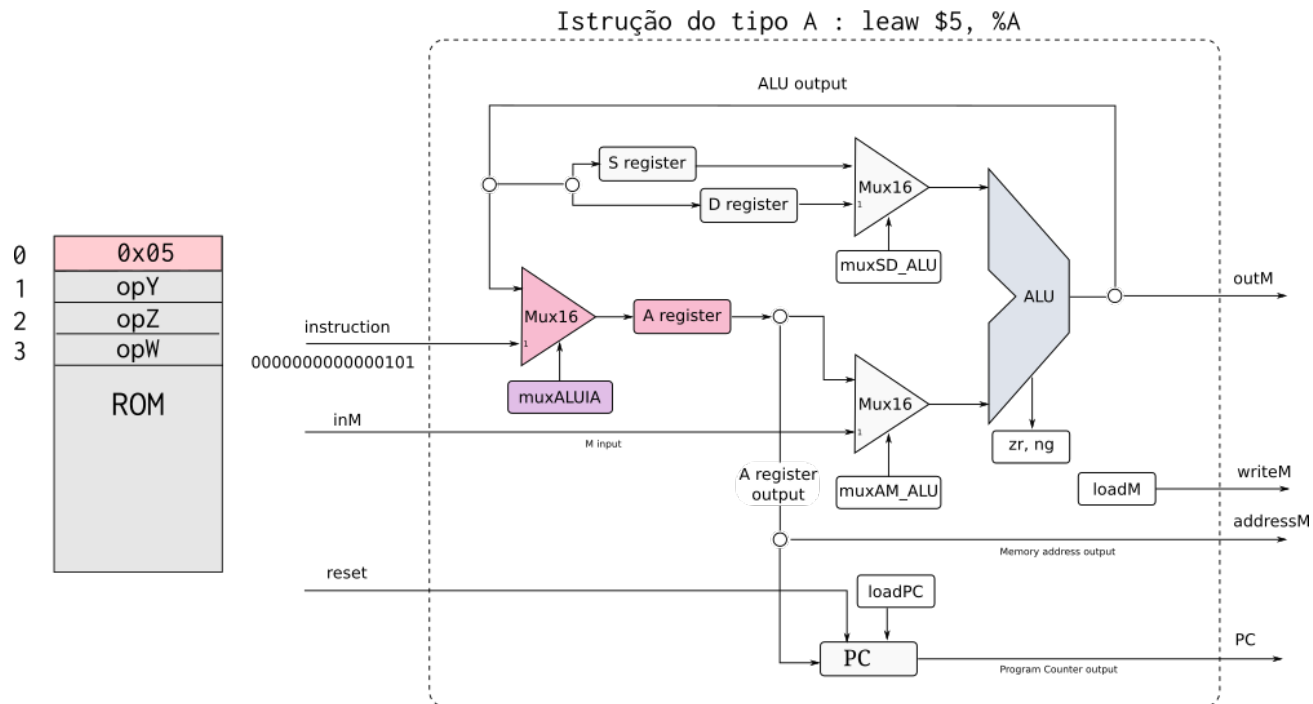 Istrução do tipo A : leaw $5, %A
ALU output
S register
D register
Mux16
1
muxSD_ALU
ALU
outM
0 0x05
1 opY
2 opZ
3 opW
ROM
instruction
0000000000000101
Mux16
1
A register
muxALUIA
inM
M input
Mux16
1
muxAM_ALU
zr, ng
A register
output
loadM
writeM
addressM
Memory address output
reset
loadPC
PC
PC
Program Counter output